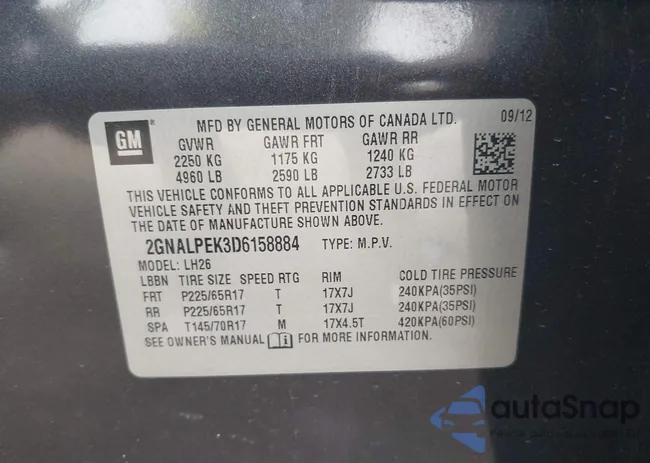 GM ®
MFD BY GENERAL MOTORS OF CANADA LTD. 09/12
GVWR GAWR FRT GAWR RR
2250 KG 1175 KG 1240 KG
4960 LB 2590 LB 2733 LB
THIS VEHICLE CONFORMS TO ALL APPLICABLE U.S. FEDERAL MOTOR
VEHICLE SAFETY AND THEFT PREVENTION STANDARDS IN EFFECT ON
THE DATE OF MANUFACTURE SHOWN ABOVE.
2GNALPEK3D6158884 TYPE: M.P.V.
MODEL: LH26
LBBN TIRE SIZE SPEED RTG RIM COLD TIRE PRESSURE
FRT P225/65R17 T 17X7J 240KPA(35PSI)
RR P225/65R17 T 17X7J 240KPA(35PSI)
SPA T145/70R17 M 17X4.5T 420KPA(60PSI)
SEE OWNER'S MANUAL i FOR MORE INFORMATION.
autoSnap